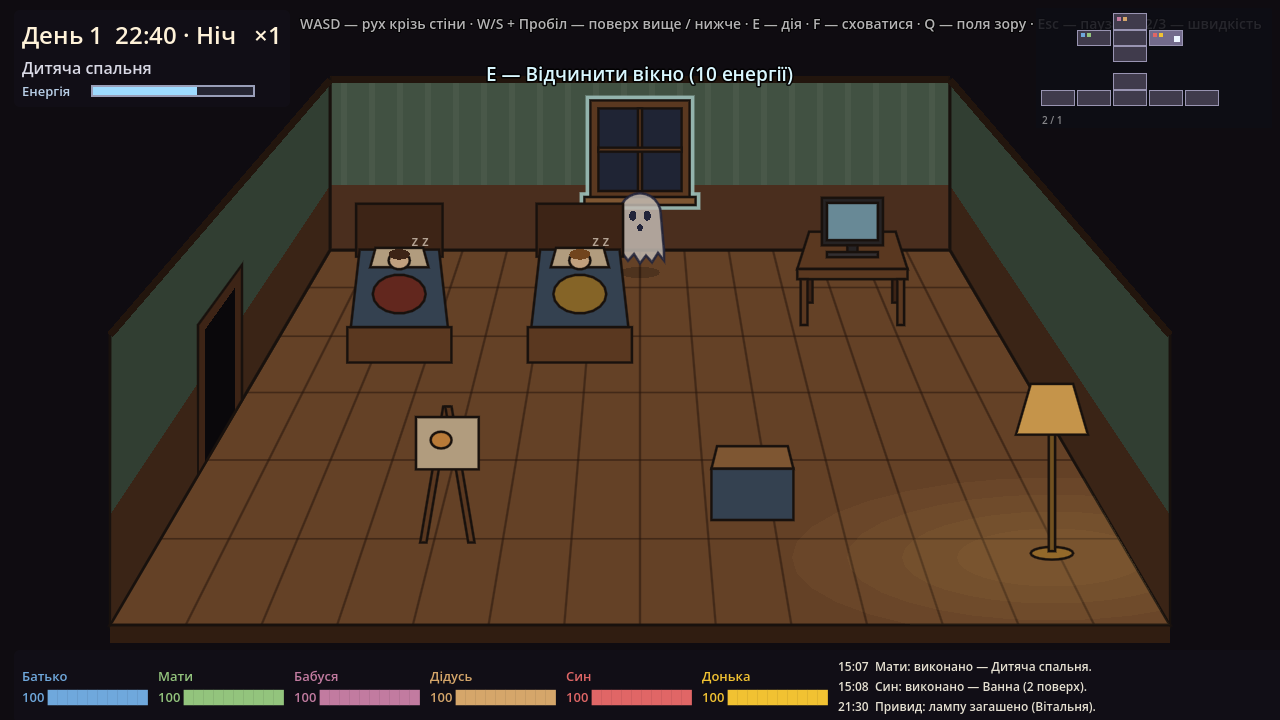 День 1 22:40 · Ніч ×1
Дитяча спальня
Енергія
WASD — рух крізь стіни · W/S + Пробіл — поверх вище / нижче · E — дія · F — сховатися · Q — поля зору · Esc — пауза 2/3 — швидкість
2 / 1
E — Відчинити вікно (10 енергії)
z z
z z
Батько
100
Мати
100
Бабуся
100
Дідусь
100
Син
100
Донька
100
15:07 Мати: виконано — Дитяча спальня.
15:08 Син: виконано — Ванна (2 поверх).
21:30 Привид: лампу загашено (Вітальня).